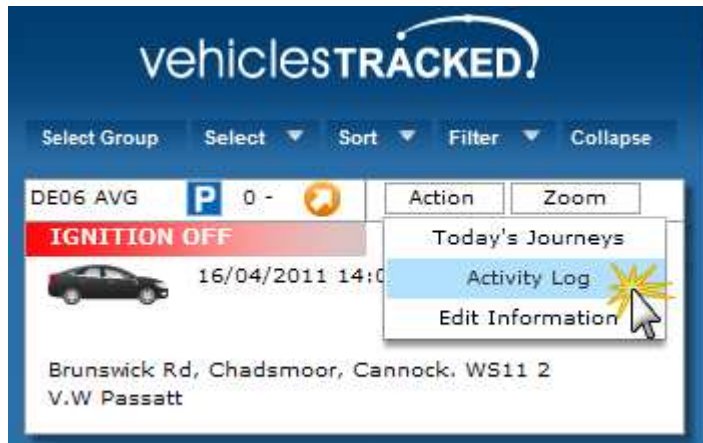 vehiclesTRACKED
Select Group Select Sort Filter Collapse
DE06 AVG P 0 - Action Zoom
IGNITION OFF
Today's Journeys
16/04/2011 14:0
Activity Log
Edit Information
Brunswick Rd, Chadsmoor, Cannock. WS11 2
V.W Passatt